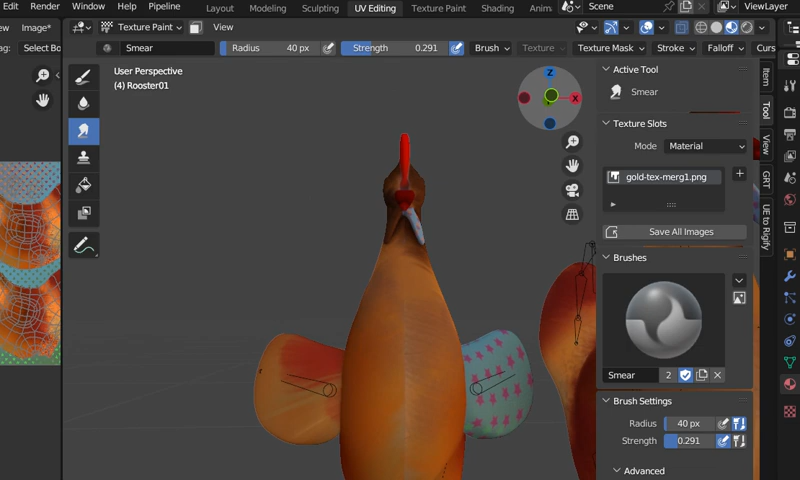 Edit Render Window Help Layout Modeling Sculpting UV Editing Texture Paint Shading Anim Scene ViewLayer
View Image* Texture Paint View
ag: Select Bo Smear Radius 40 px Strength 0.291 Brush Texture Texture Mask Stroke Falloff Curs
User Perspective
(4) Rooster01
Z
X
Active Tool
Smear
Texture Slots
Mode Material
gold-tex-merg1.png
Save All Images
Brushes
Smear 2
Brush Settings
Radius 40 px
Strength 0.291
Advanced
Item
Tool
View
GRT
UE to Rigify